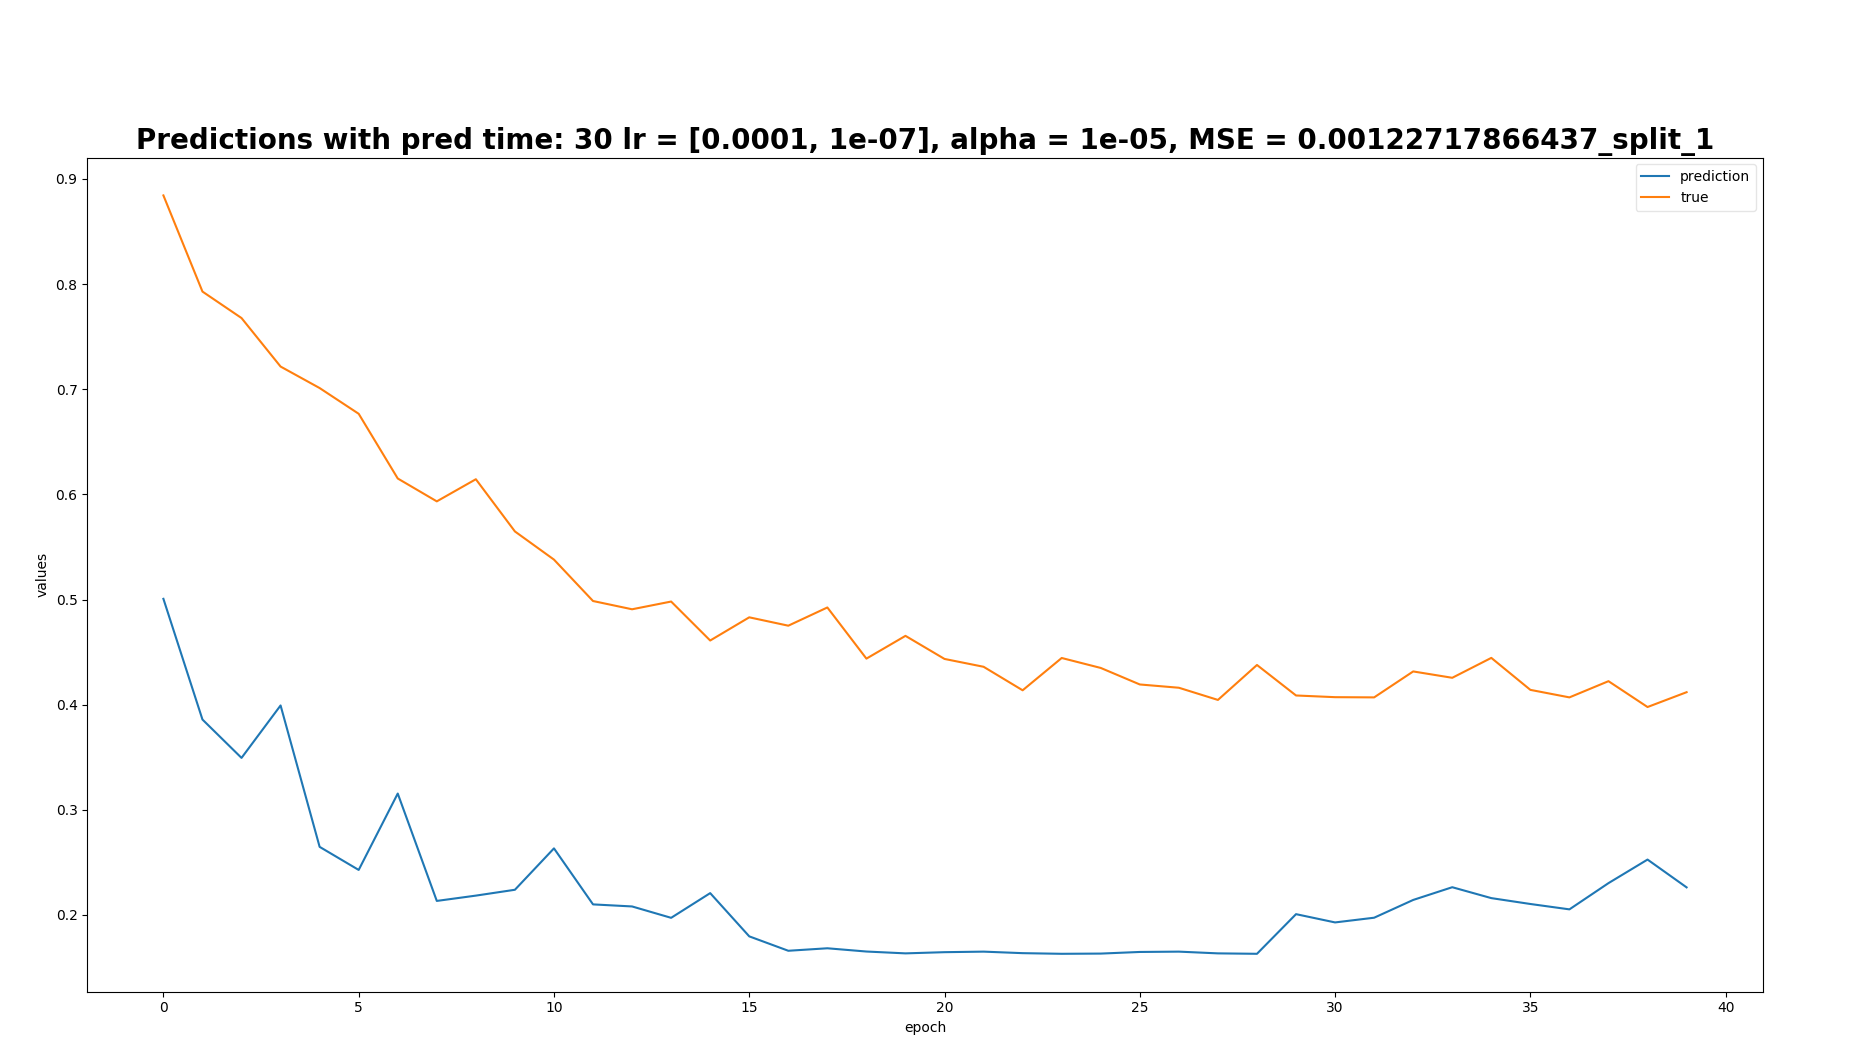 Predictions with pred time: 30 lr = [0.0001, 1e-07], alpha = 1e-05, MSE = 0.00122717866437_split_1
prediction
true
0.9
0.8
0.7
0.6
0.5
0.4
0.3
0.2
values
0 5 10 15 20 25 30 35 40
epoch